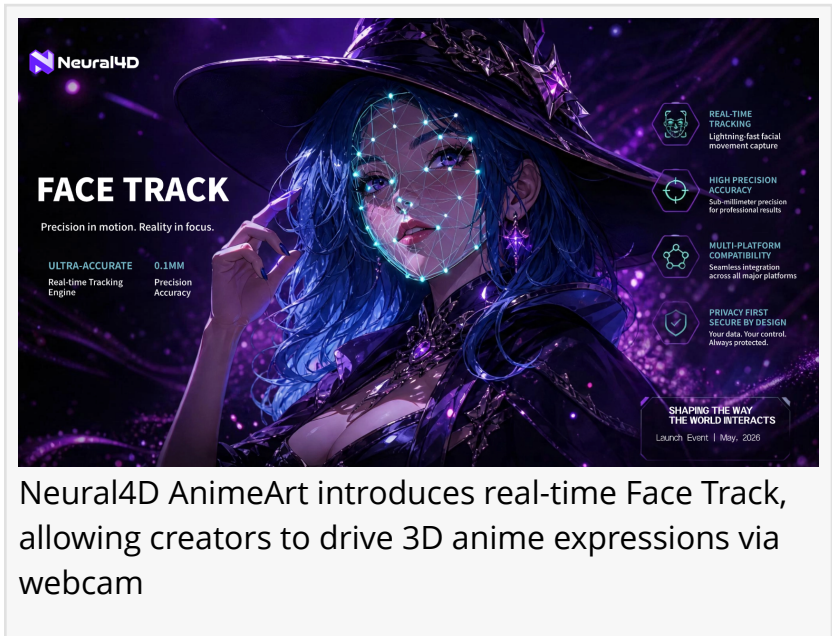 Neural4D
FACE TRACK
Precision in motion. Reality in focus.
ULTRA-ACCURATE
Real-time Tracking
Engine
0.1MM
Precision
Accuracy
REAL-TIME
TRACKING
Lightning-fast facial
movement capture
HIGH PRECISION
ACCURACY
Sub-millimeter precision
for professional results
MULTI-PLATFORM
COMPATIBILITY
Seamless integration
across all major platforms
PRIVACY FIRST
SECURE BY DESIGN
Your data. Your control.
Always protected.
SHAPING THE WAY
THE WORLD INTERACTS
Launch Event | May, 2026
Neural4D AnimeArt introduces real-time Face Track,
allowing creators to drive 3D anime expressions via
webcam